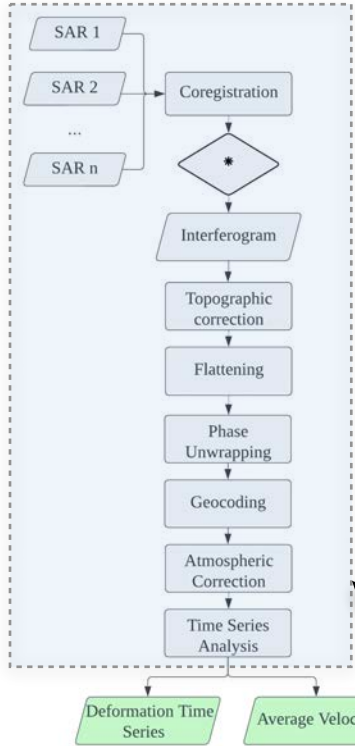 SAR 1
SAR 2
...
SAR n
Coregistration
*
Interferogram
Topographic
correction
Flattening
Phase
Unwrapping
Geocoding
Atmospheric
Correction
Time Series
Analysis
Deformation Time
Series
Average